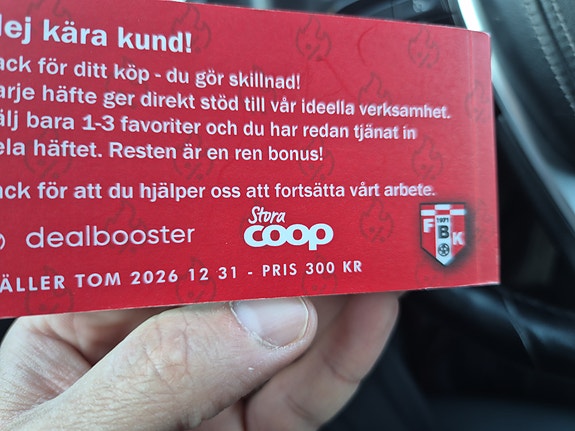 ej kära kund!
ack för ditt köp - du gör skillnad!
arje häfte ger direkt stöd till vår ideella verksamhet.
älj bara 1-3 favoriter och du har redan tjänat in
ela häftet. Resten är en ren bonus!
ack för att du hjälper oss att fortsätta vårt arbete.
dealbooster
Stora
coop
1971
F B K
ÄLLER TOM 2026 12 31 - PRIS 300 KR